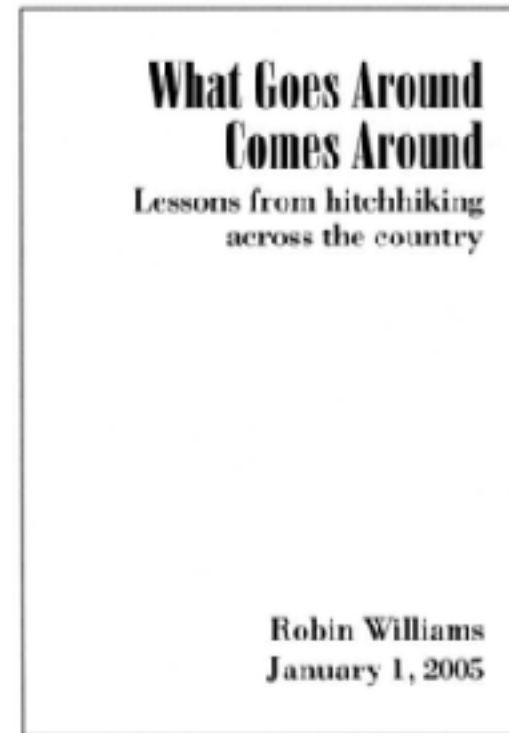 What Goes Around
Comes Around
Lessons from hitchhiking
across the country
Robin Williams
January 1, 2005